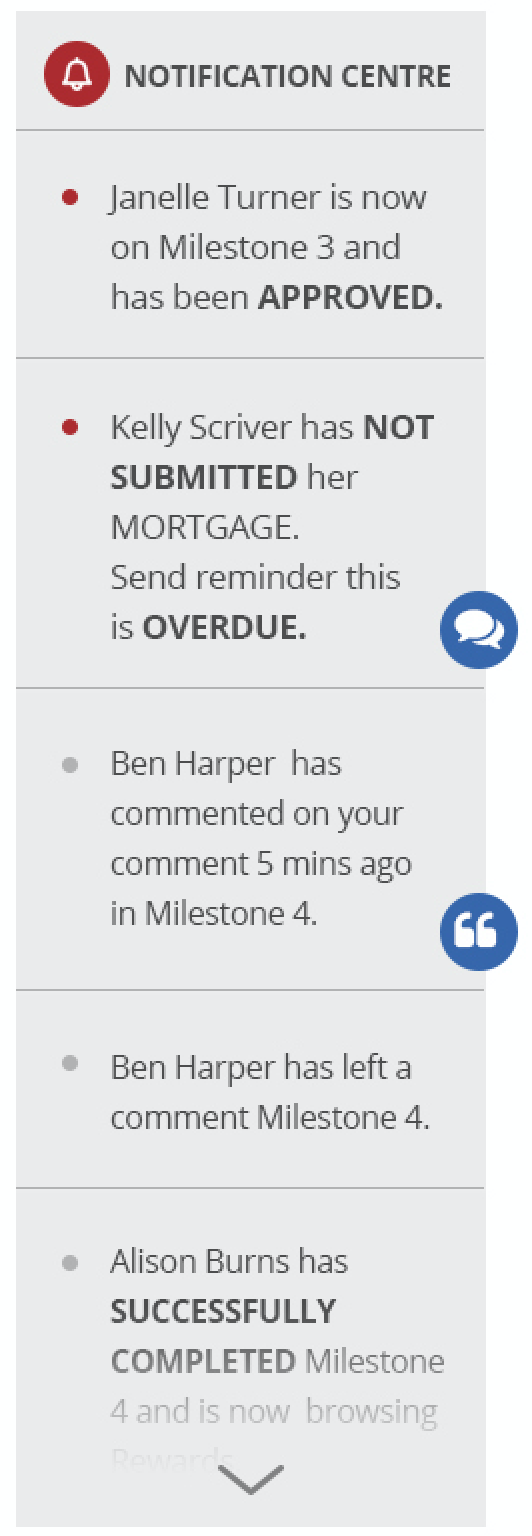 NOTIFICATION CENTRE
Janelle Turner is now
on Milestone 3 and
has been APPROVED.
Kelly Scriver has NOT
SUBMITTED her
MORTGAGE.
Send reminder this
is OVERDUE.
Ben Harper has
commented on your
comment 5 mins ago
in Milestone 4.
Ben Harper has left a
comment Milestone 4.
Alison Burns has
SUCCESSFULLY
COMPLETED Milestone
4 and is now browsing
Rewards